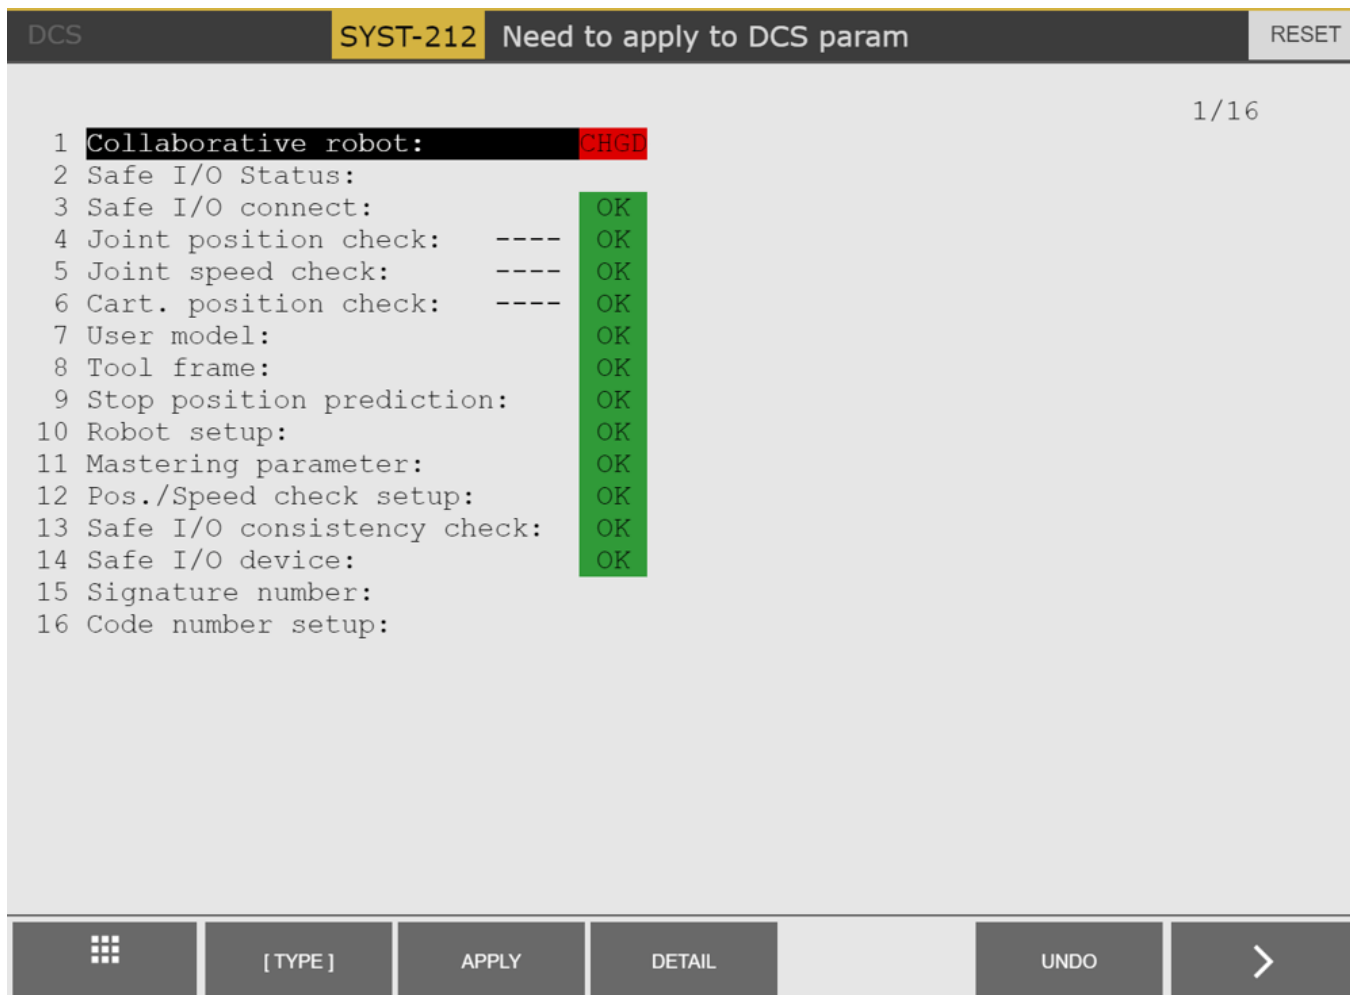 DCS SYST-212 Need to apply to DCS param RESET
1/16
1 Collaborative robot: CHGD
2 Safe I/O Status:
3 Safe I/O connect: OK
4 Joint position check: ---- OK
5 Joint speed check: ---- OK
6 Cart. position check: ---- OK
7 User model: OK
8 Tool frame: OK
9 Stop position prediction: OK
10 Robot setup: OK
11 Mastering parameter: OK
12 Pos./Speed check setup: OK
13 Safe I/O consistency check: OK
14 Safe I/O device: OK
15 Signature number:
16 Code number setup:
[ TYPE ] APPLY DETAIL UNDO >